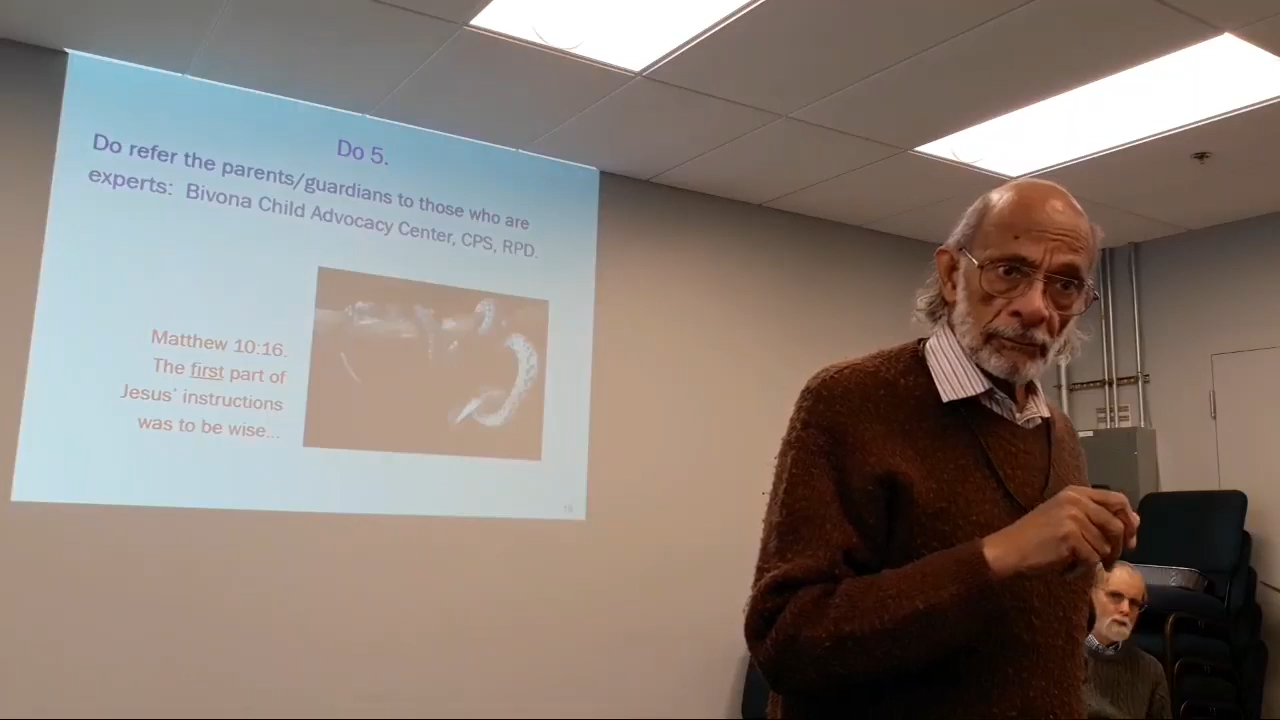 Do 5.
Do refer the parents/guardians to those who are
experts: Bivona Child Advocacy Center, CPS, RPD.
Matthew 10:16.
The first part of
Jesus' instructions
was to be wise...